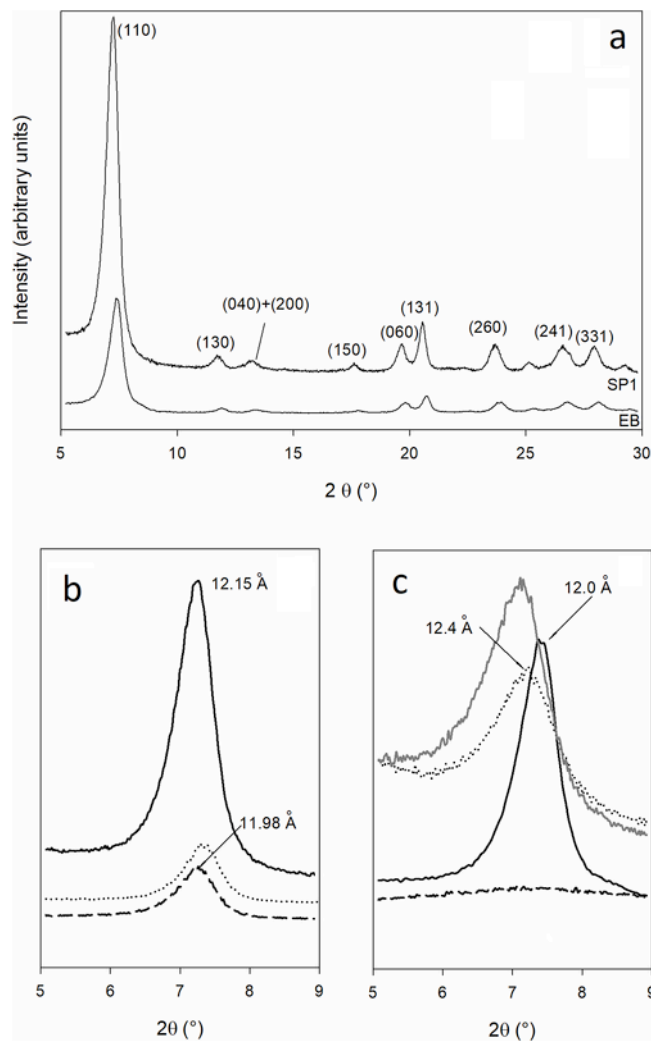 a
(110)
Intensity (arbitrary units)
(040)+(200)
(131)
(130)
(150)
(060)
(260)
(241)
(331)
SP1
EB
5 10 15 20 25 30
2 θ (°)
b
12.15 Å
11.98 Å
5 6 7 8 9
2θ (°)
c
12.0 Å
12.4 Å
5 6 7 8 9
2θ (°)